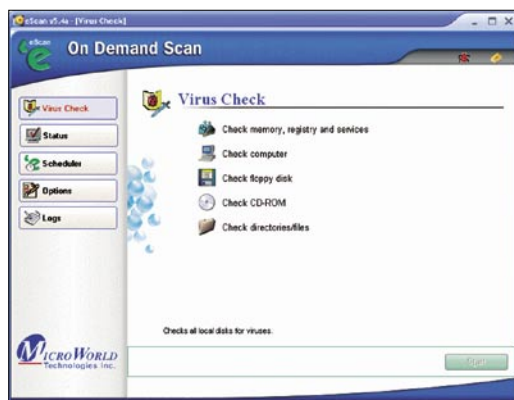 eScan v5.4a - [Virus Check]
eScan
On Demand Scan
Virus Check
Status
Scheduler
Options
Logs
Virus Check
Check memory, registry and services
Check computer
Check floppy disk
Check CD-ROM
Check directories/files
Checks all local disks for viruses.
MICROWORLD
Technologies Inc.